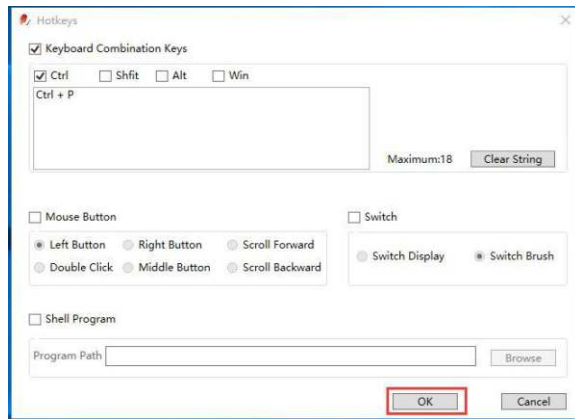 Hotkeys
Keyboard Combination Keys
Ctrl Shfit Alt Win
Ctrl + P
Maximum:18 Clear String
Mouse Button Switch
Left Button Right Button Scroll Forward
Switch Display Switch Brush
Double Click Middle Button Scroll Backward
Shell Program
Program Path Browse
OK Cancel